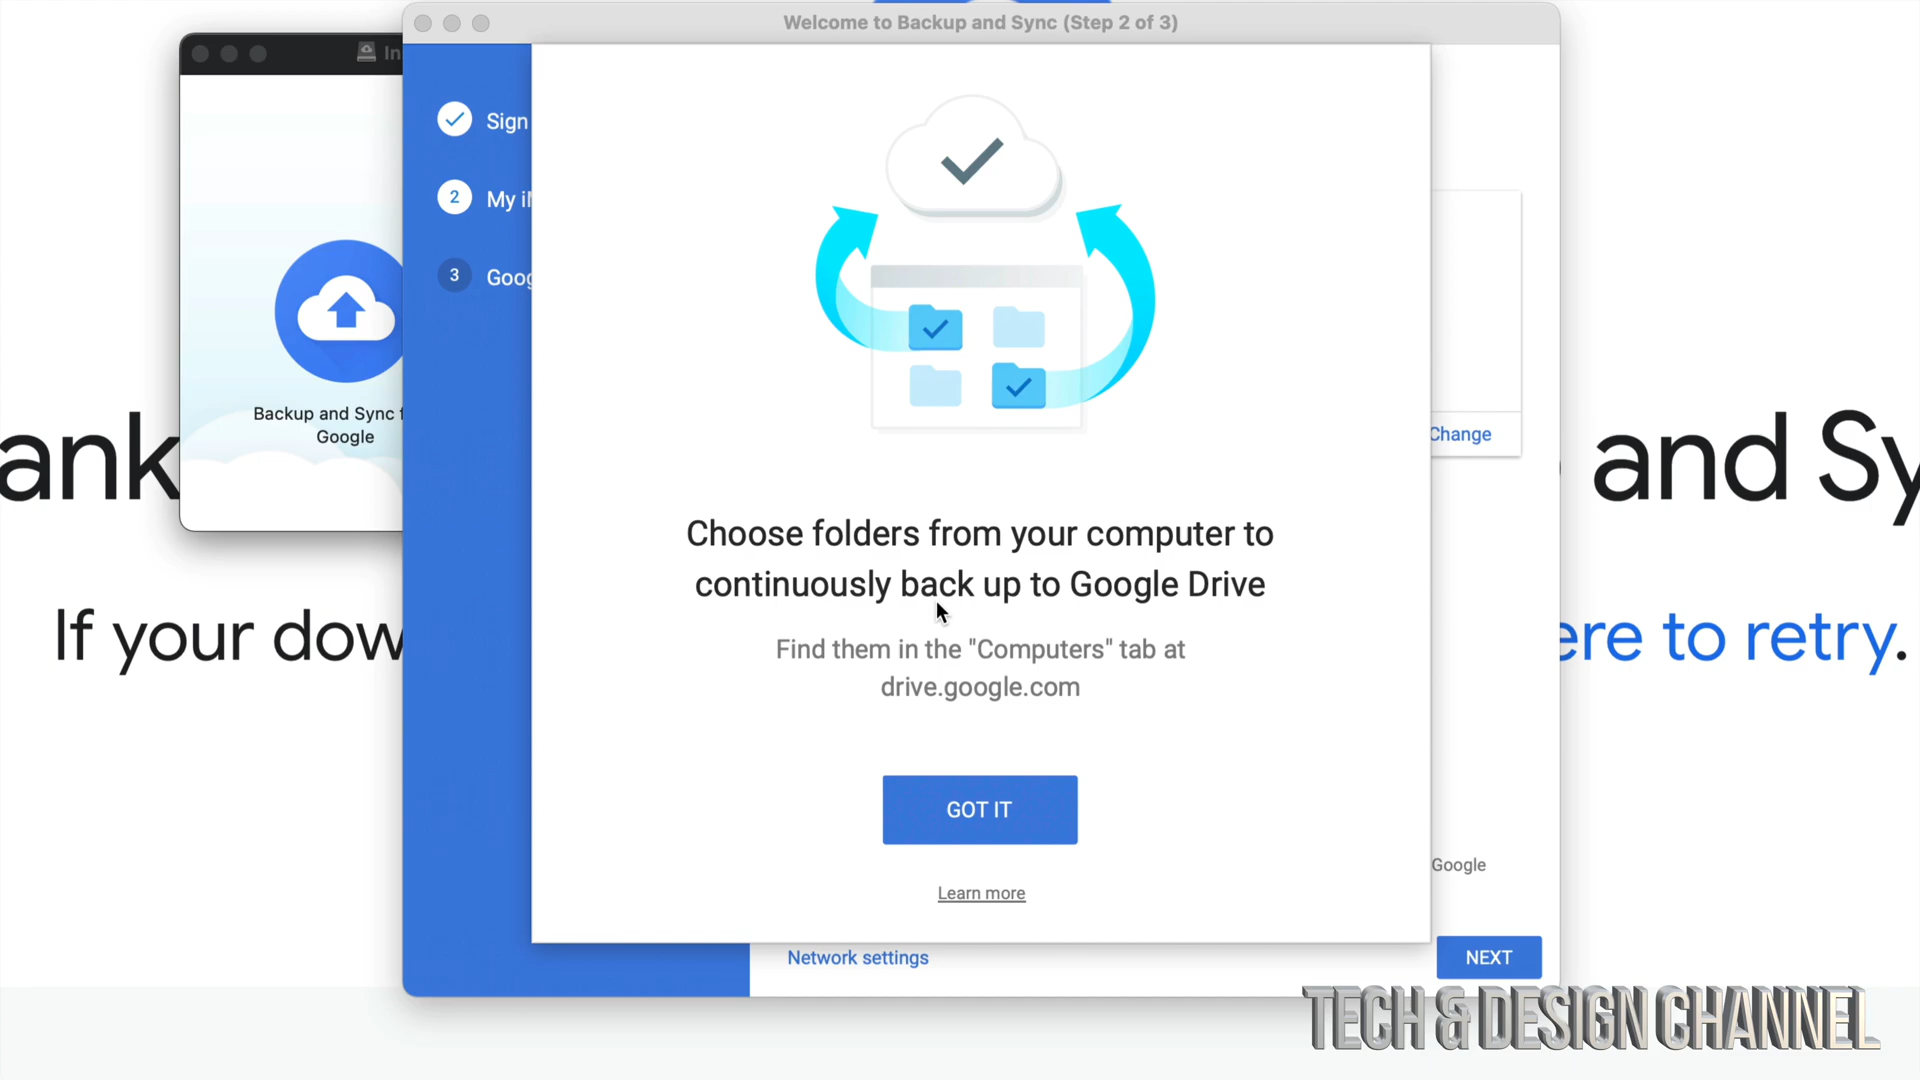 Welcome to Backup and Sync (Step 2 of 3)
In
Sign
2 My i
3 Goog
Backup and Sync f
Google
Change
ank
and Sy
Choose folders from your computer to
continuously back up to Google Drive
If your dow
ere to retry.
Find them in the "Computers" tab at
drive.google.com
GOT IT
Google
Learn more
Network settings
NEXT
TECH & DESIGN CHANNEL